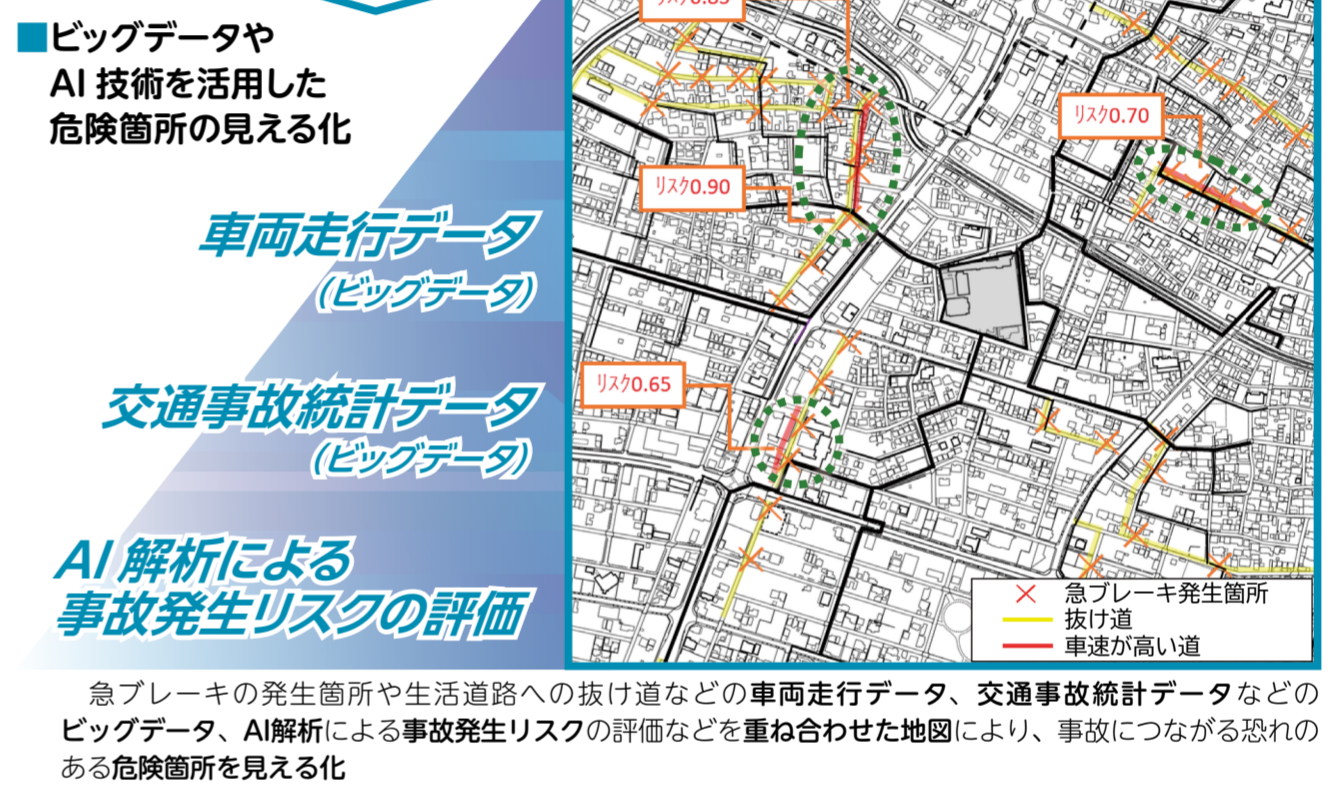 ■ビッグデータや
AI 技術を活用した
危険箇所の見える化
車両走行データ
(ビッグデータ)
交通事故統計データ
(ビッグデータ)
AI 解析による
事故発生リスクの評価
ﾘｽｸ0.85
ﾘｽｸ0.90
ﾘｽｸ0.70
ﾘｽｸ0.65
急ブレーキ発生箇所
抜け道
車速が高い道
急ブレーキの発生箇所や生活道路への抜け道などの車両走行データ、交通事故統計データなどの
ビッグデータ、AI解析による事故発生リスクの評価などを重ね合わせた地図により、事故につながる恐れの
ある危険箇所を見える化